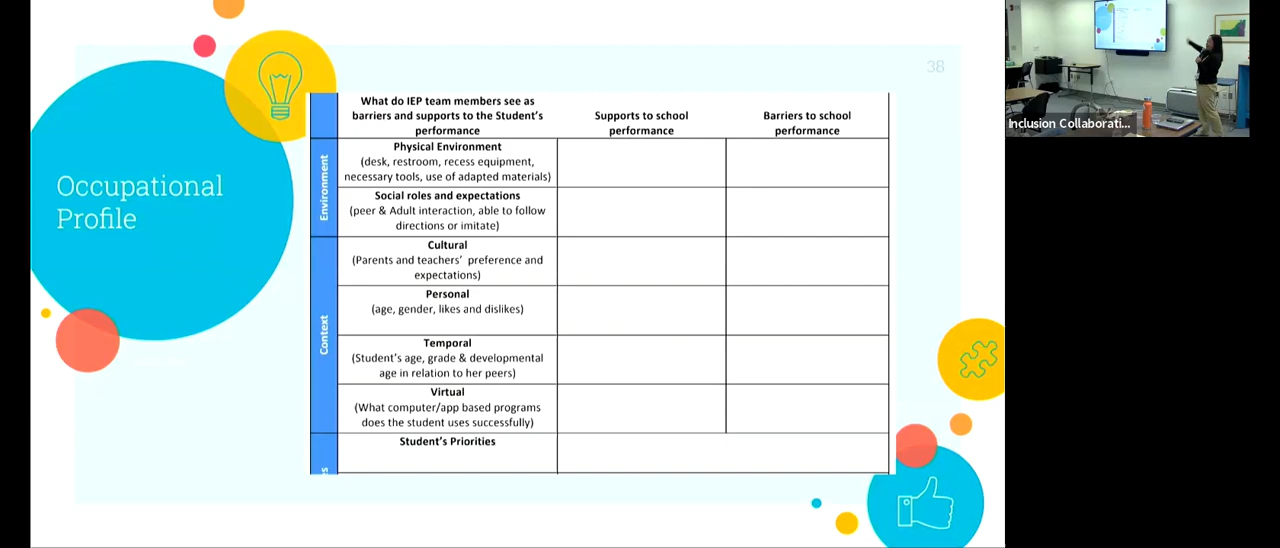 38
Occupational
Profile
What do IEP team members see as
barriers and supports to the Student's
performance
Supports to school
performance
Barriers to school
performance
Environment
Physical Environment
(desk, restroom, recess equipment,
necessary tools, use of adapted materials)
Social roles and expectations
(peer & Adult interaction, able to follow
directions or imitate)
Context
Cultural
(Parents and teachers' preference and
expectations)
Personal
(age, gender, likes and dislikes)
Temporal
(Student's age, grade & developmental
age in relation to her peers)
Virtual
(What computer/app based programs
does the student uses successfully)
Student's Priorities
Inclusion Collaborati...